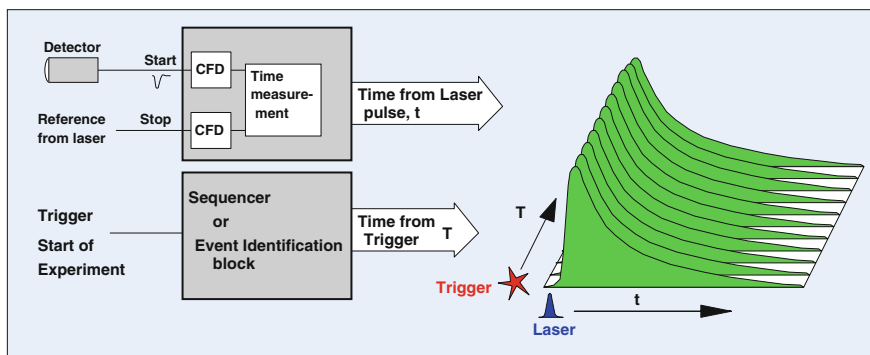 Detector
Start
CFD
Time
measure-
ment
Reference
from laser
Stop
CFD
Time from Laser
pulse, t
Trigger
Start of
Experiment
Sequencer
or
Event Identification
block
Time from
Trigger T
T
Trigger
t
Laser